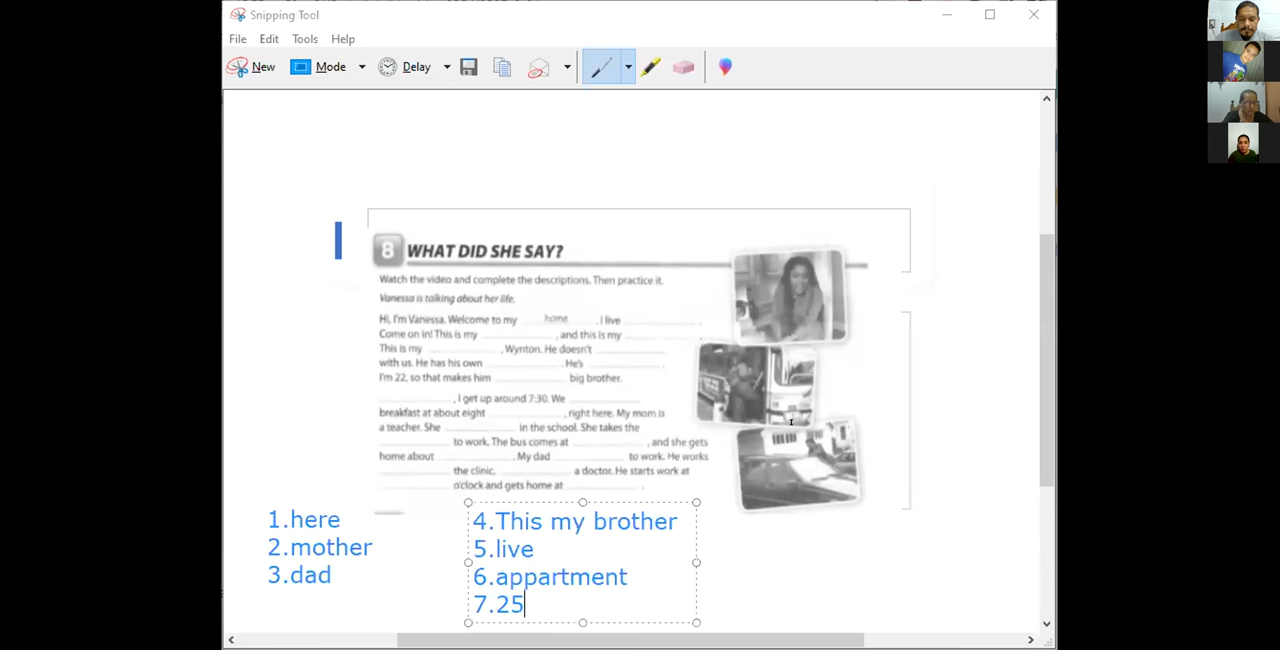 Snipping Tool
File Edit Tools Help
New Mode Delay
8 WHAT DID SHE SAY?
Watch the video and complete the descriptions. Then practice it.
Vanessa is talking about her life.
Hi, I'm Vanessa. Welcome to my home . I live .
Come on in! This is my , and this is my
This is my , Wynton. He doesn't
with us. He has his own . He's .
I'm 22, so that makes him big brother.
, I get up around 7:30. We
breakfast at about eight , right here. My mom is
a teacher. She in the school. She takes the
to work. The bus comes at , and she gets
home about . My dad to work. He works
the clinic. a doctor. He starts work at
o'clock and gets home at .
1.here
2.mother
3.dad
4.This my brother
5.live
6.appartment
7.25